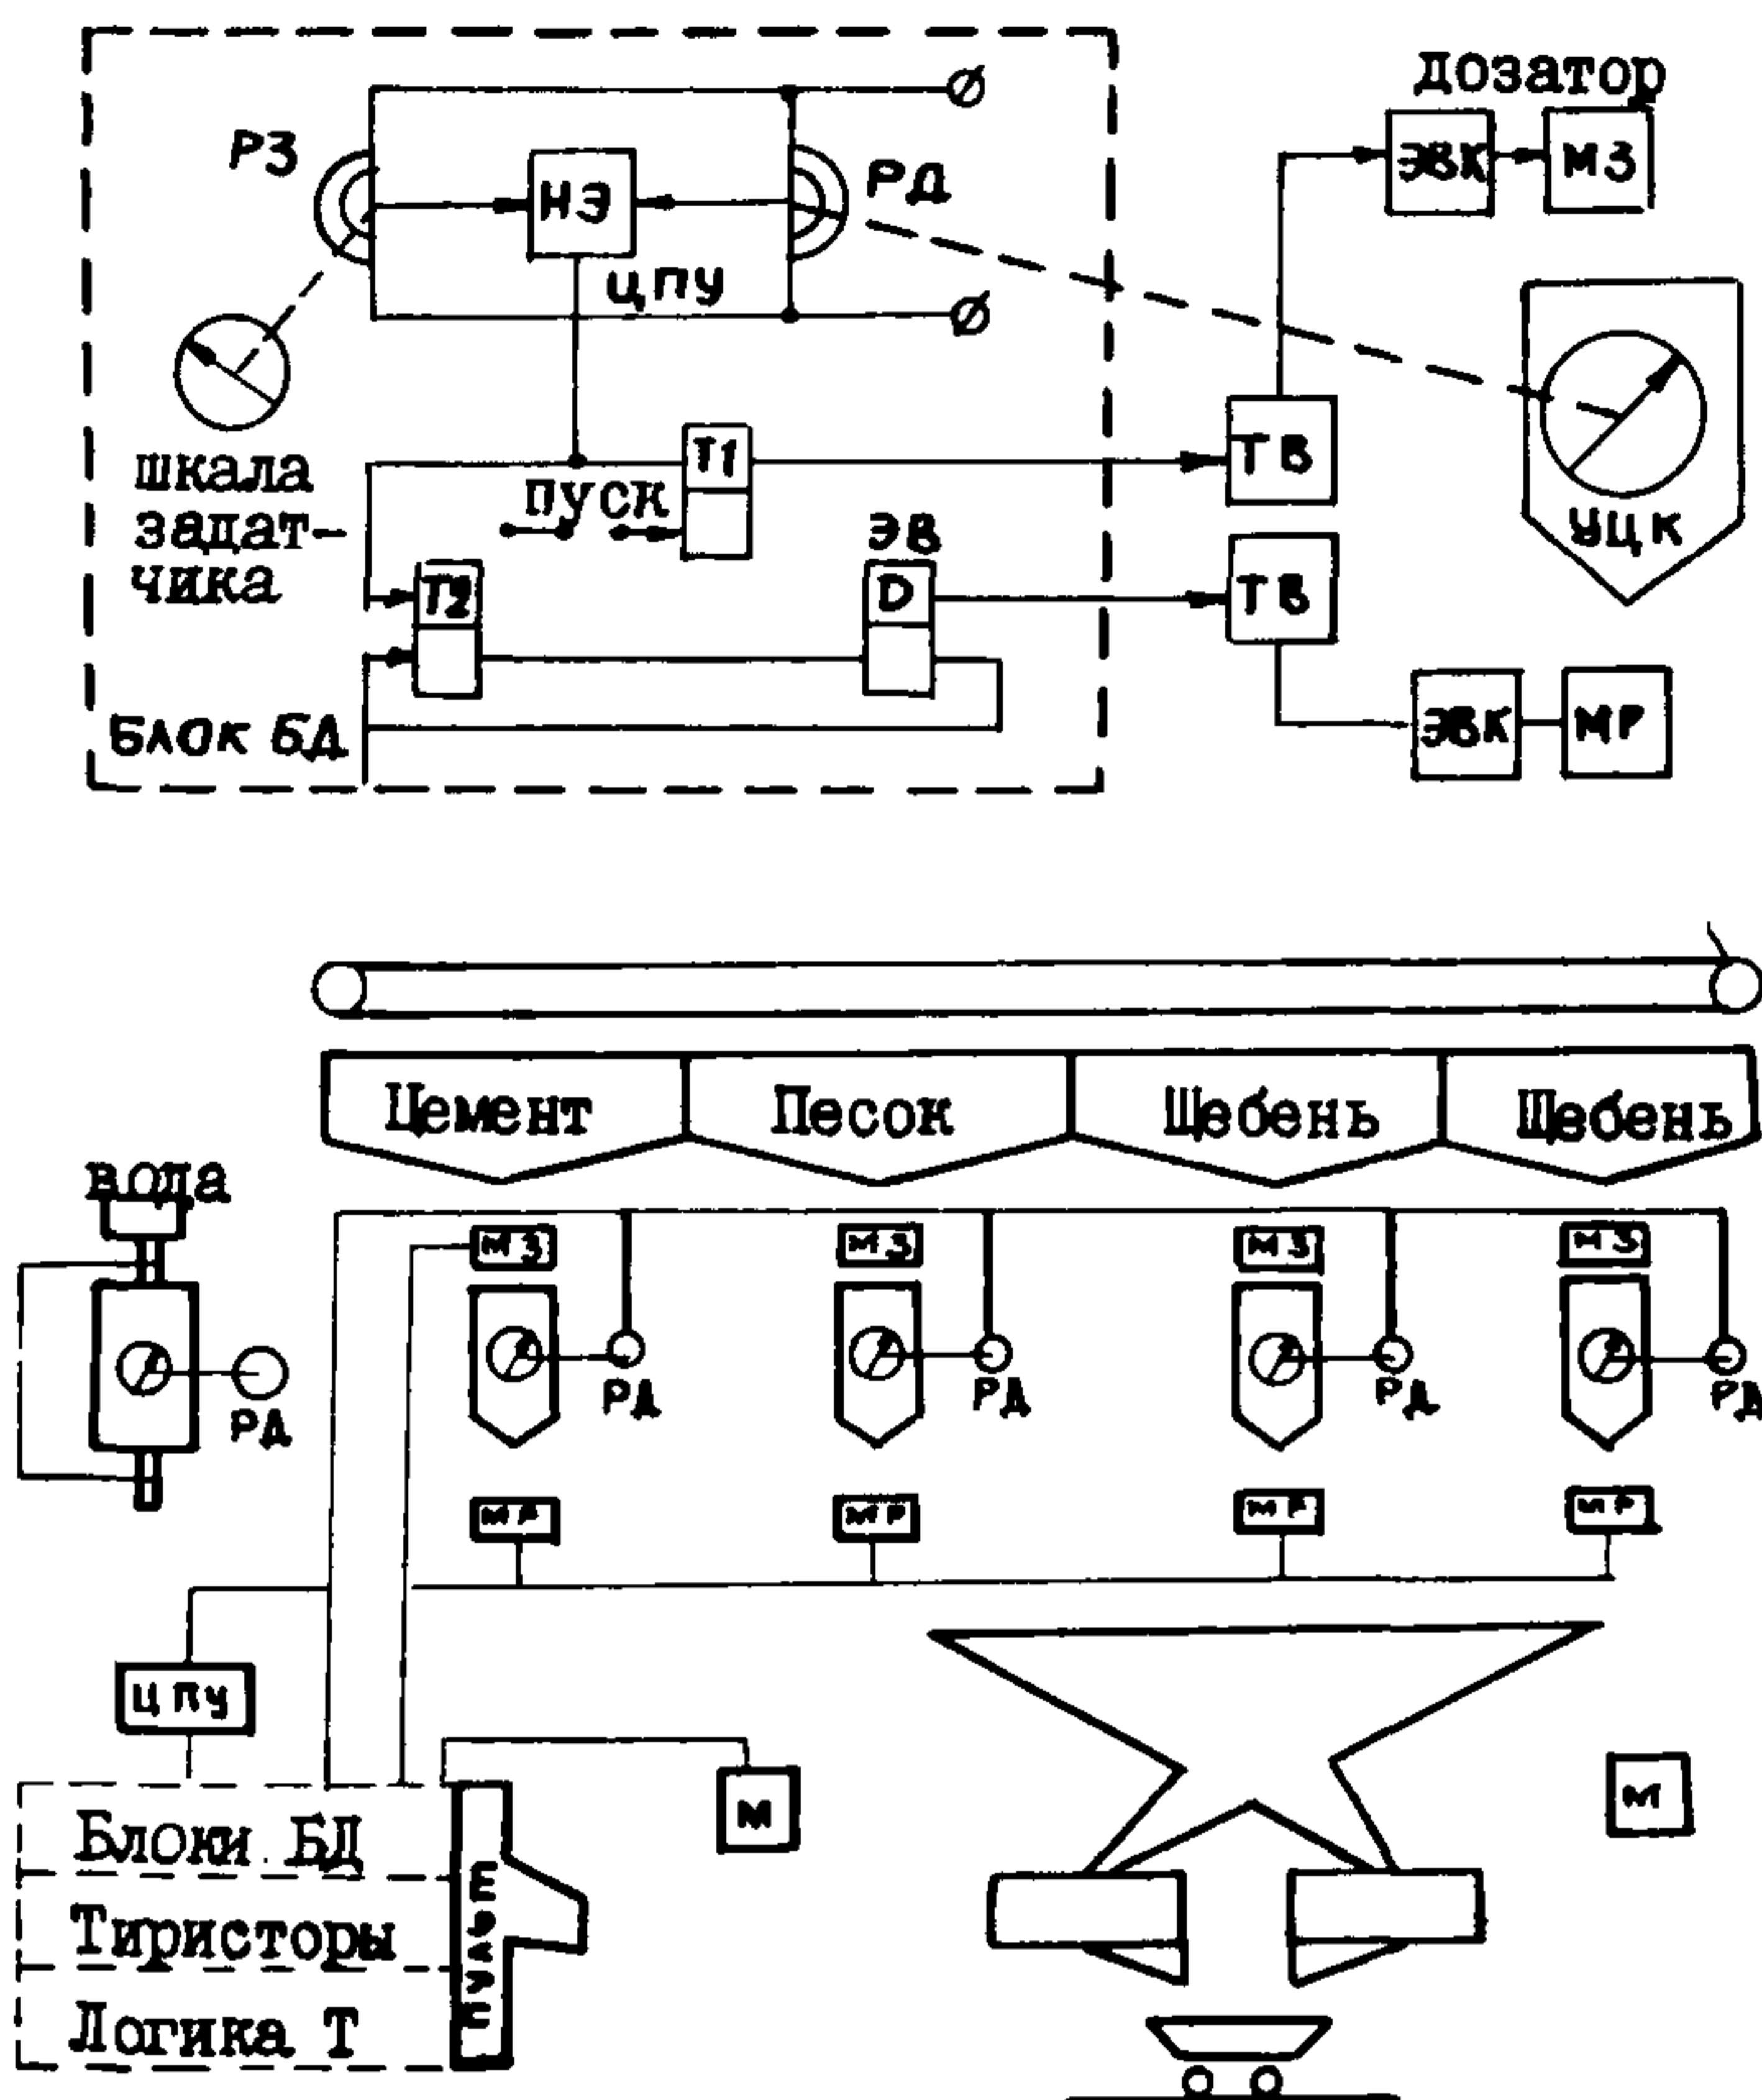 дозатор
ЭВК
МЗ
РЗ
НЭ
РД
ЦПУ
ТВ
УЦК
шкала
задат-
чика
Т1
ПУСК
ЭВ
Т2
D
ТВ
БЛОК БД
ЭВК
МР
Цемент
Песок
Щебень
Щебень
вода
МЗ
МЗ
МЗ
МЗ
РД
РД
РД
РД
РД
МР
МР
МР
МР
ЦПУ
Блоки БД
Тиристоры
Логика Т
ПУЛЬТ
М
М